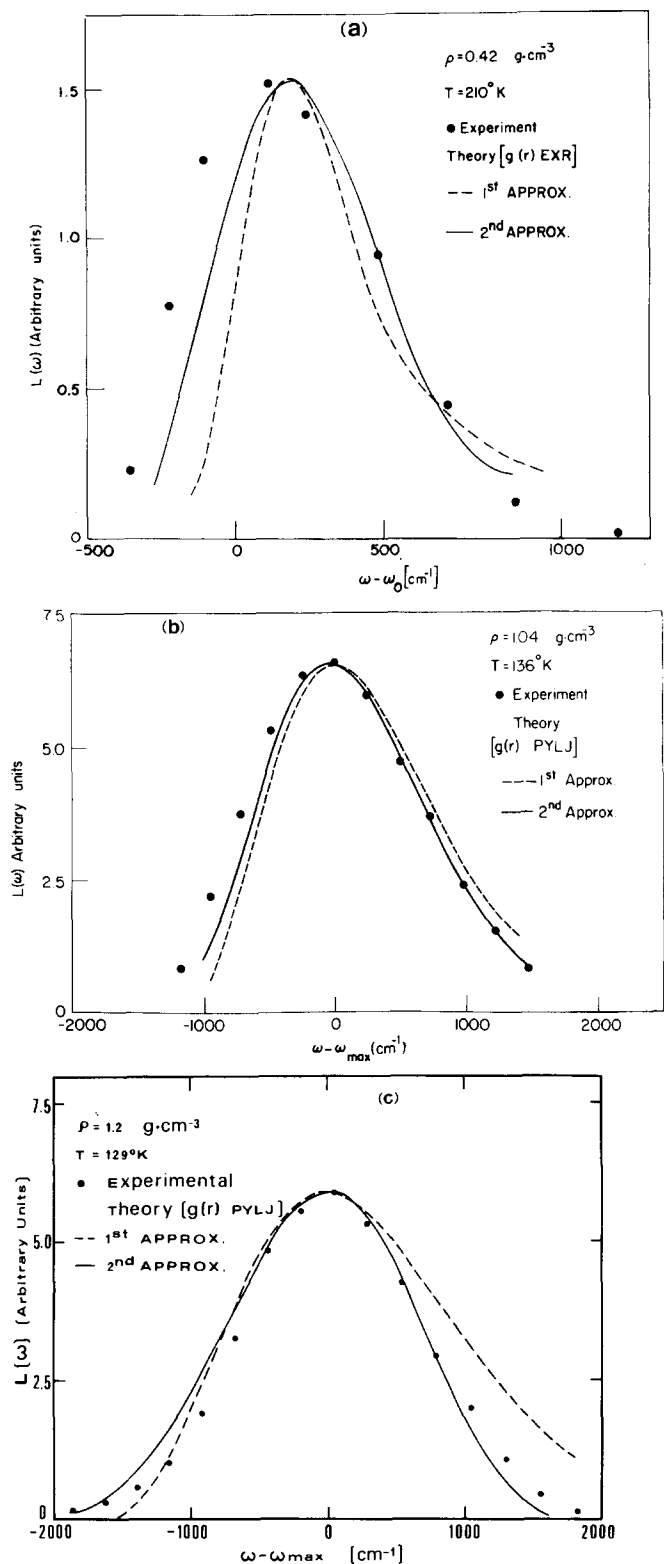 (a)
ρ=0.42 g·cm⁻³
T=210°K
● Experiment
Theory [g(r) EXR]
1st APPROX.
2nd APPROX.
L(ω) (Arbitrary units)
1.5
1.0
0.5
0
-500
0
500
1000
ω-ω₀[cm⁻¹]
(b)
ρ=1.04 g·cm⁻³
T=136°K
● Experiment
Theory
[g(r) PYLJ]
1st Approx.
2nd Approx.
L(ω) Arbitrary units
7.5
5.0
2.5
0
-2000
-1000
0
1000
2000
ω-ωmax(cm⁻¹)
(c)
ρ=1.2 g·cm⁻³
T=129°K
● Experimental
Theory [g(r) PYLJ]
1st APPROX.
2nd APPROX.
L(ω) (Arbitrary Units)
7.5
5.0
2.5
0
-2000
-1000
0
1000
2000
ω-ωmax [cm⁻¹]